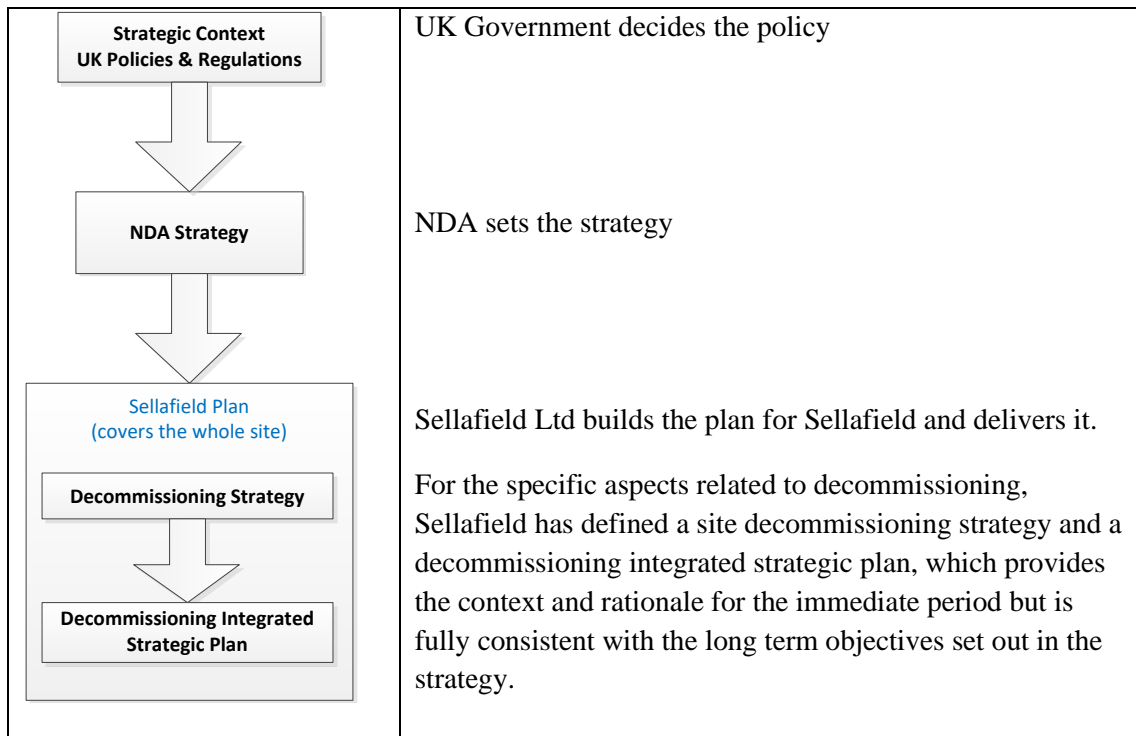 Strategic Context
UK Policies & Regulations
UK Government decides the policy
NDA Strategy
NDA sets the strategy
Sellafield Plan
(covers the whole site)
Decommissioning Strategy
Decommissioning Integrated
Strategic Plan
Sellafield Ltd builds the plan for Sellafield and delivers it.
For the specific aspects related to decommissioning,
Sellafield has defined a site decommissioning strategy and a
decommissioning integrated strategic plan, which provides
the context and rationale for the immediate period but is
fully consistent with the long term objectives set out in the
strategy.